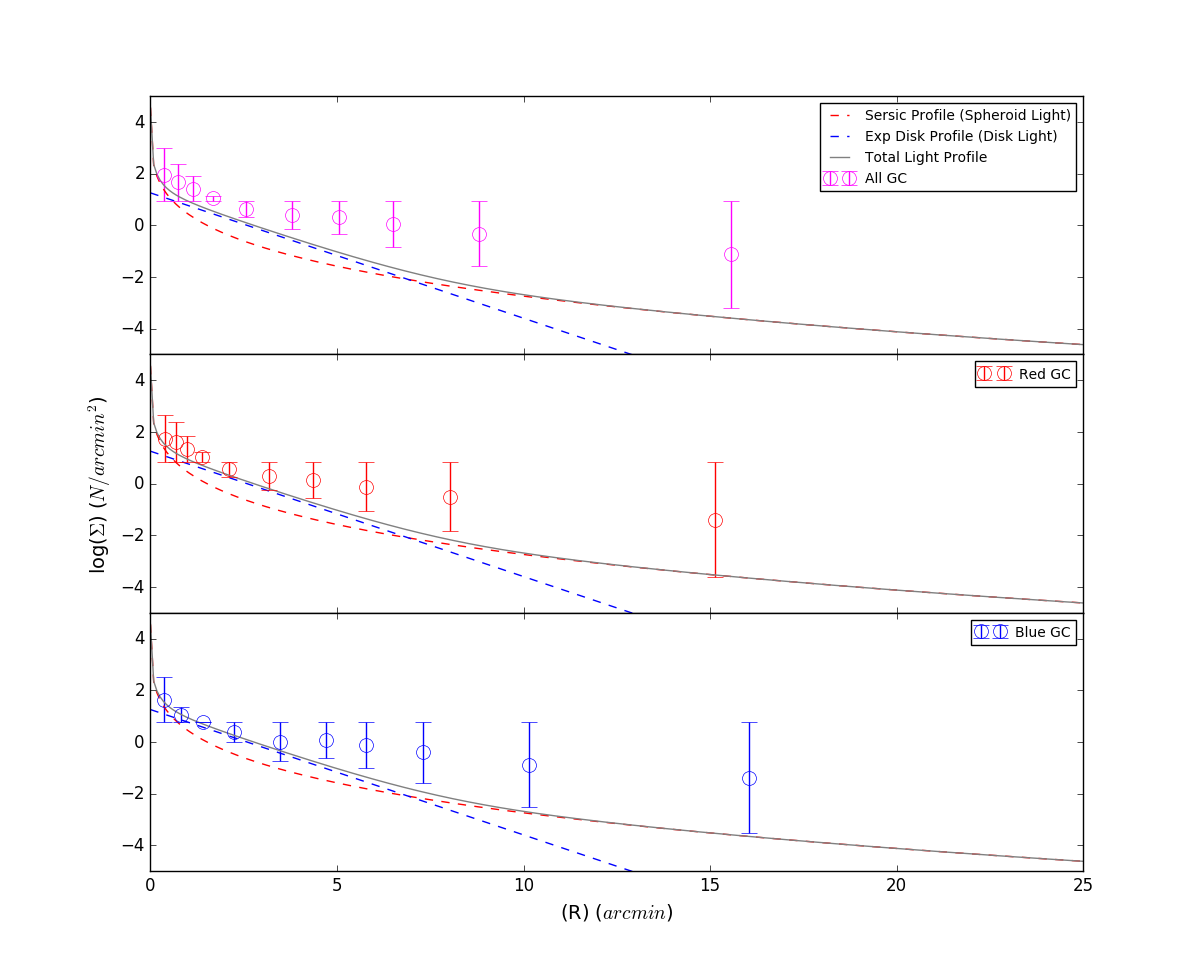 4
2
0
−2
−4
Sersic Profile (Spheroid Light)
Exp Disk Profile (Disk Light)
Total Light Profile
All GC
4
2
0
−2
−4
Red GC
log(Σ) (N/arcmin²)
4
2
0
−2
−4
Blue GC
0 5 10 15 20 25
(R) (arcmin)